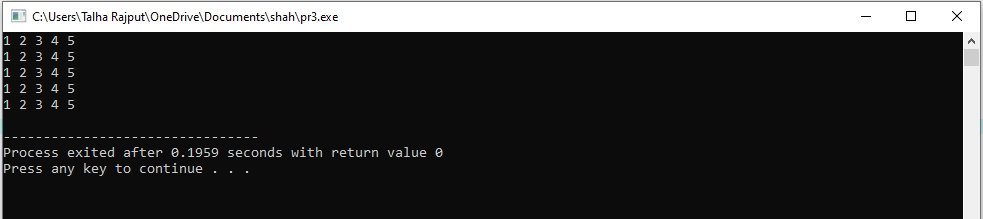 C:\Users\Talha Rajput\OneDrive\Documents\shah\pr3.exe
1 2 3 4 5
1 2 3 4 5
1 2 3 4 5
1 2 3 4 5
1 2 3 4 5
--------------------------------
Process exited after 0.1959 seconds with return value 0
Press any key to continue . . .